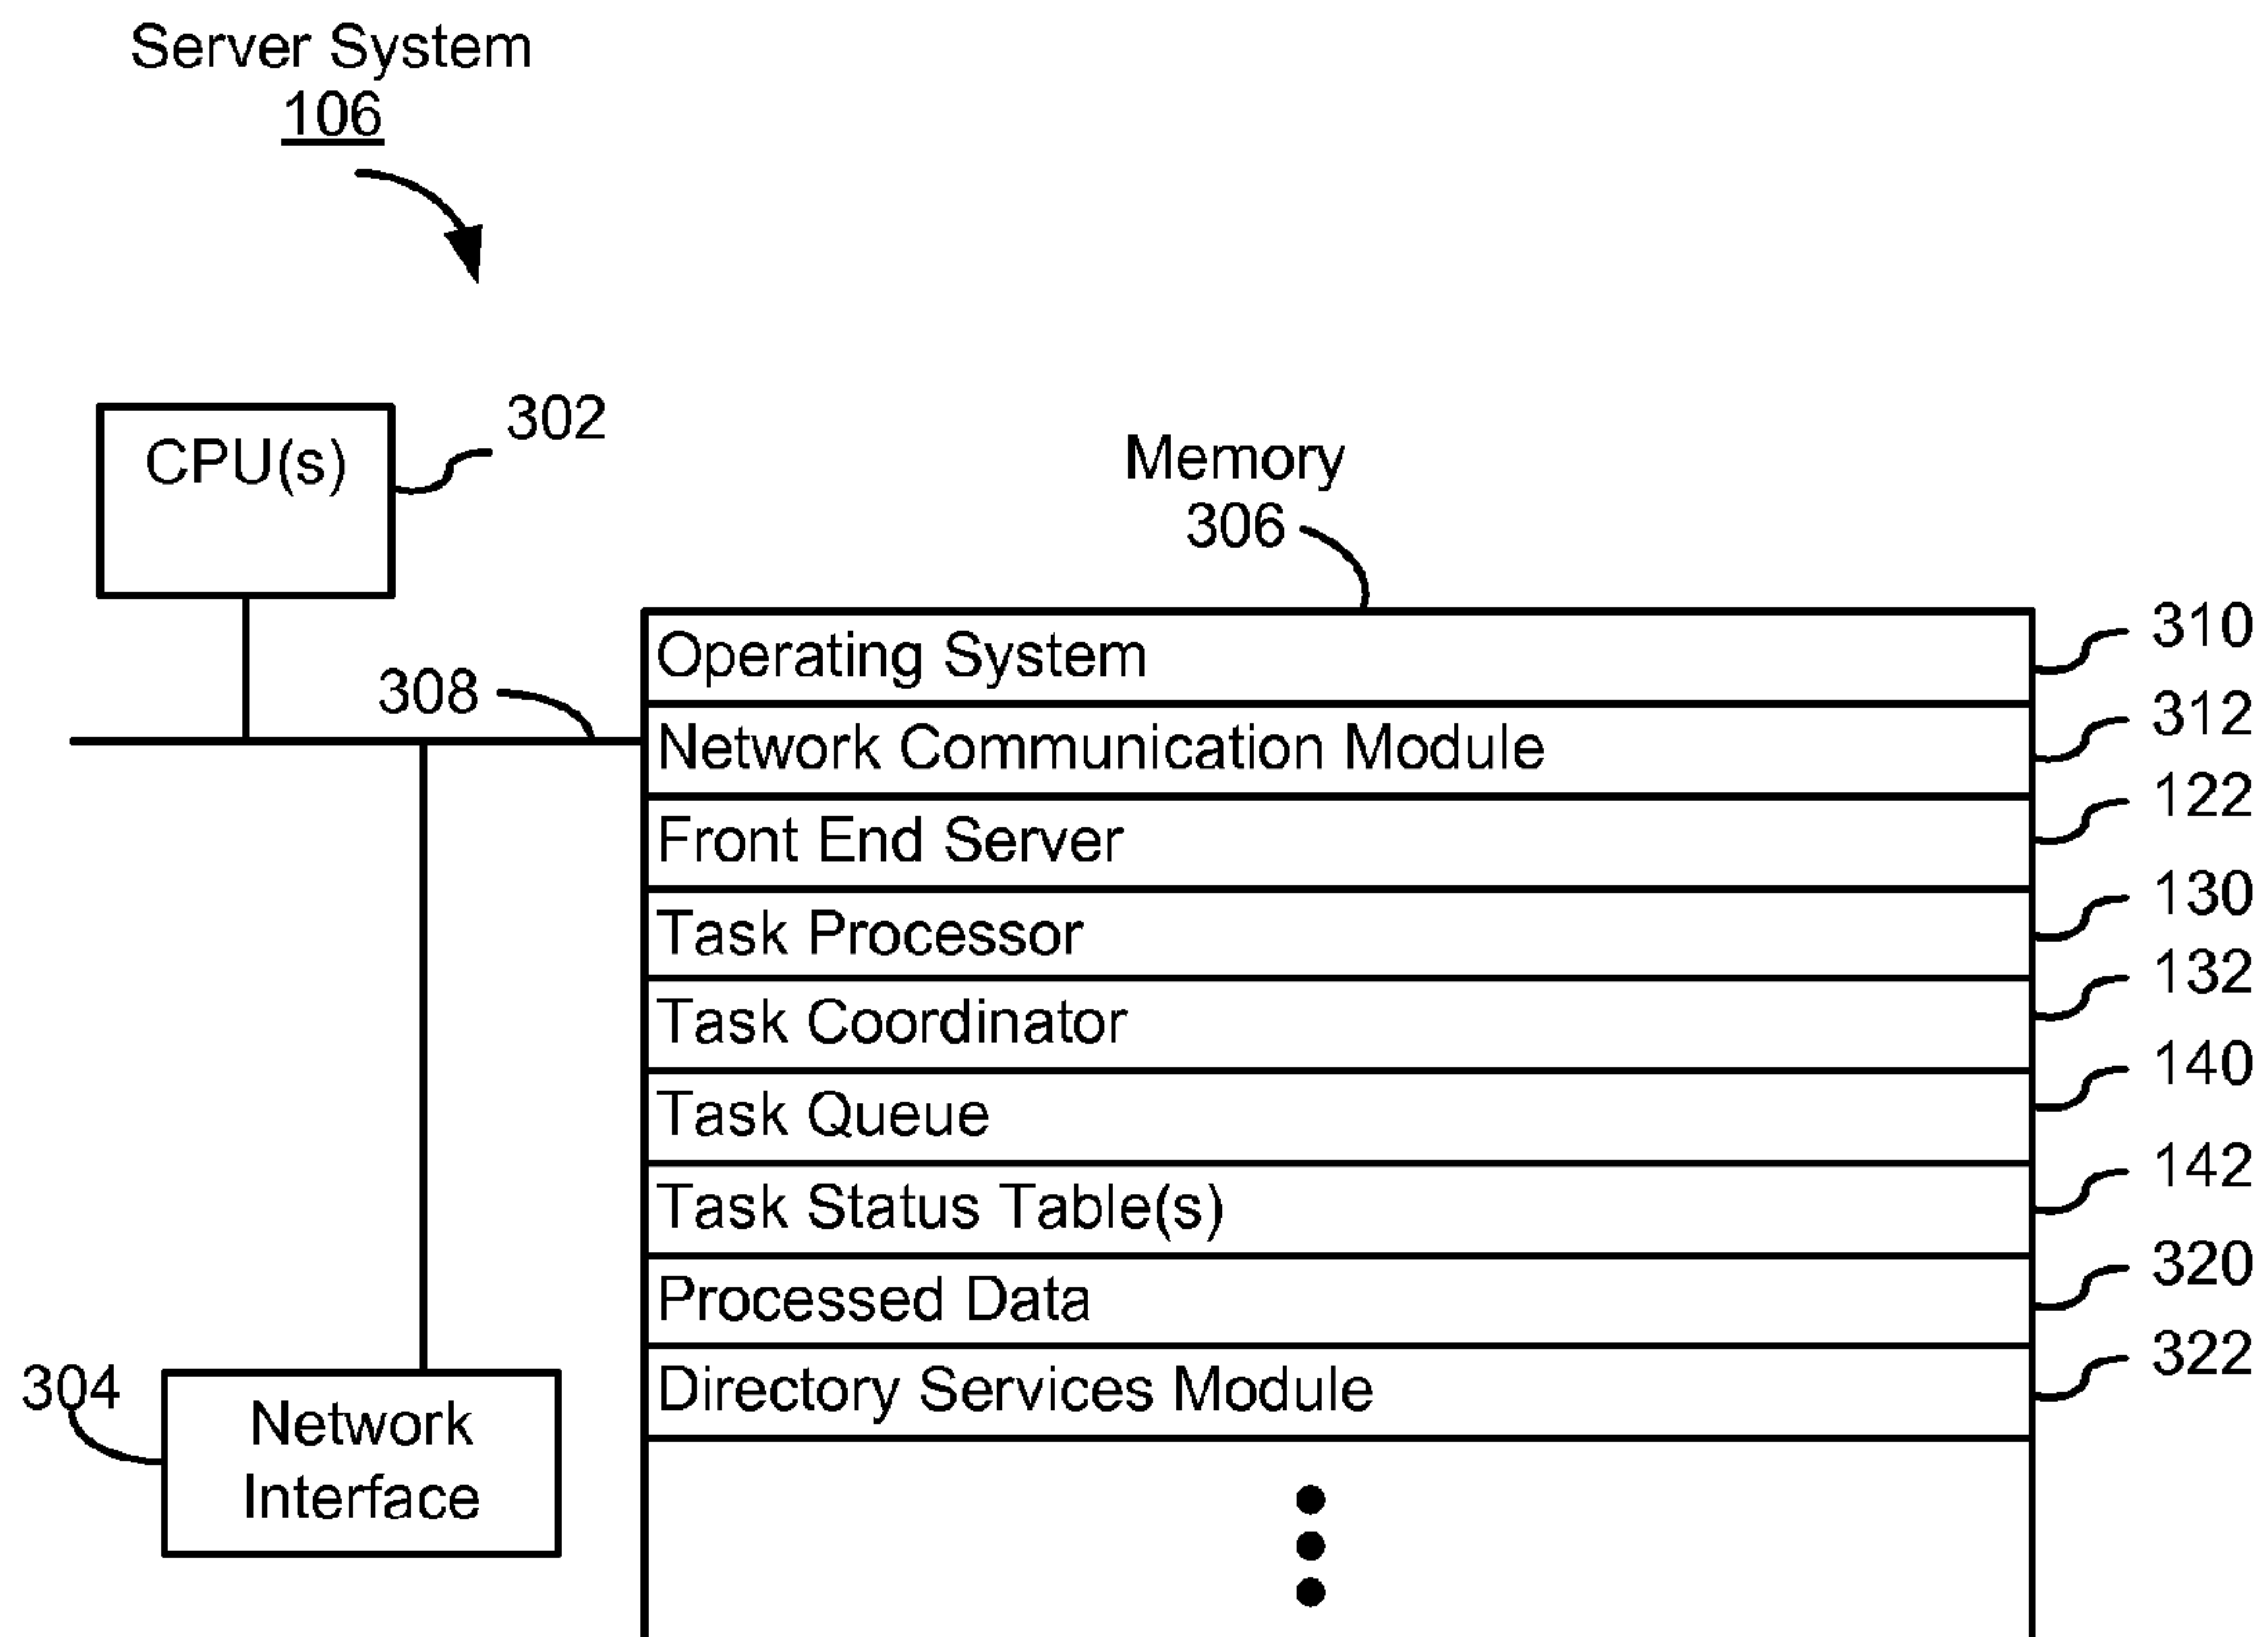 Server System
106
CPU(s)
302
Memory
306
308
Operating System
310
Network Communication Module
312
Front End Server
122
Task Processor
130
Task Coordinator
132
Task Queue
140
Task Status Table(s)
142
Processed Data
320
Directory Services Module
322
304
Network
Interface